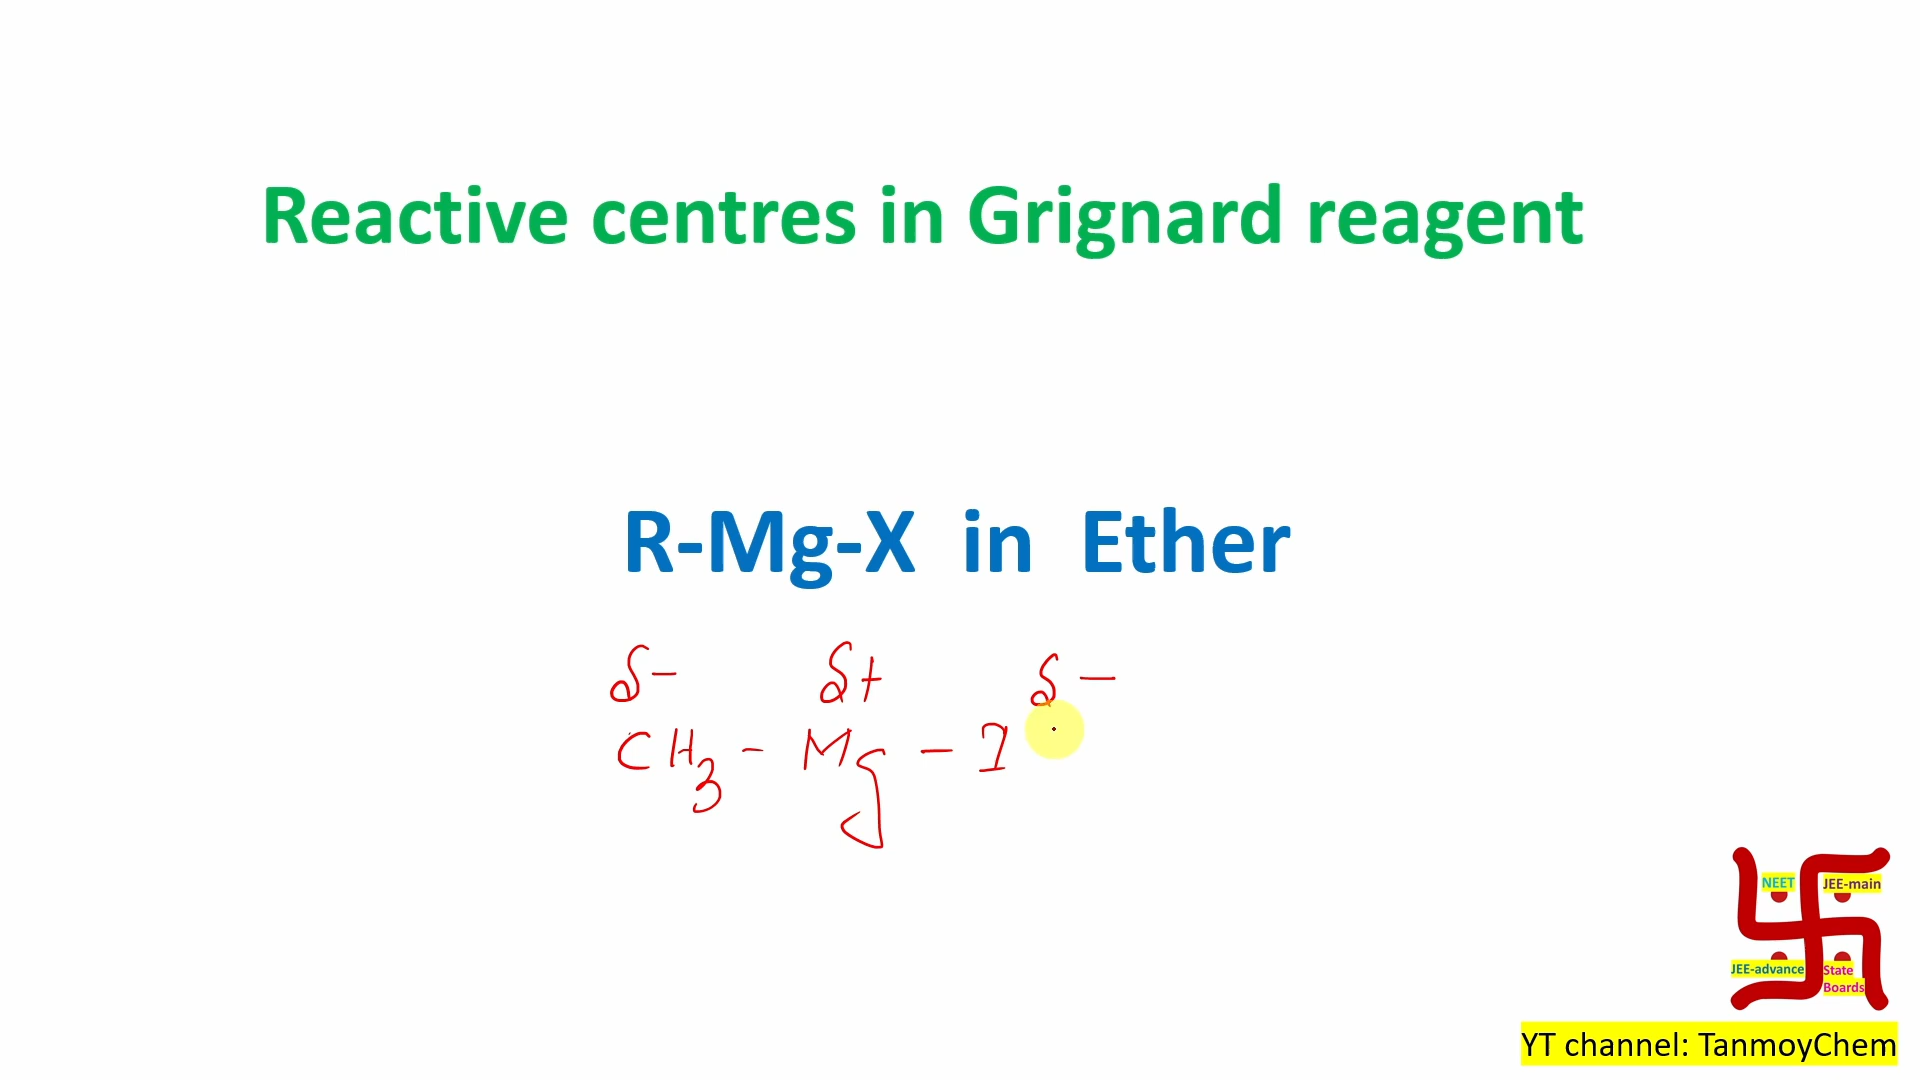 Reactive centres in Grignard reagent
R-Mg-X in Ether
δ- δ+ δ-
CH3 - Mg - I
NEET JEE-main
JEE-advance State
Boards
YT channel: TanmoyChem